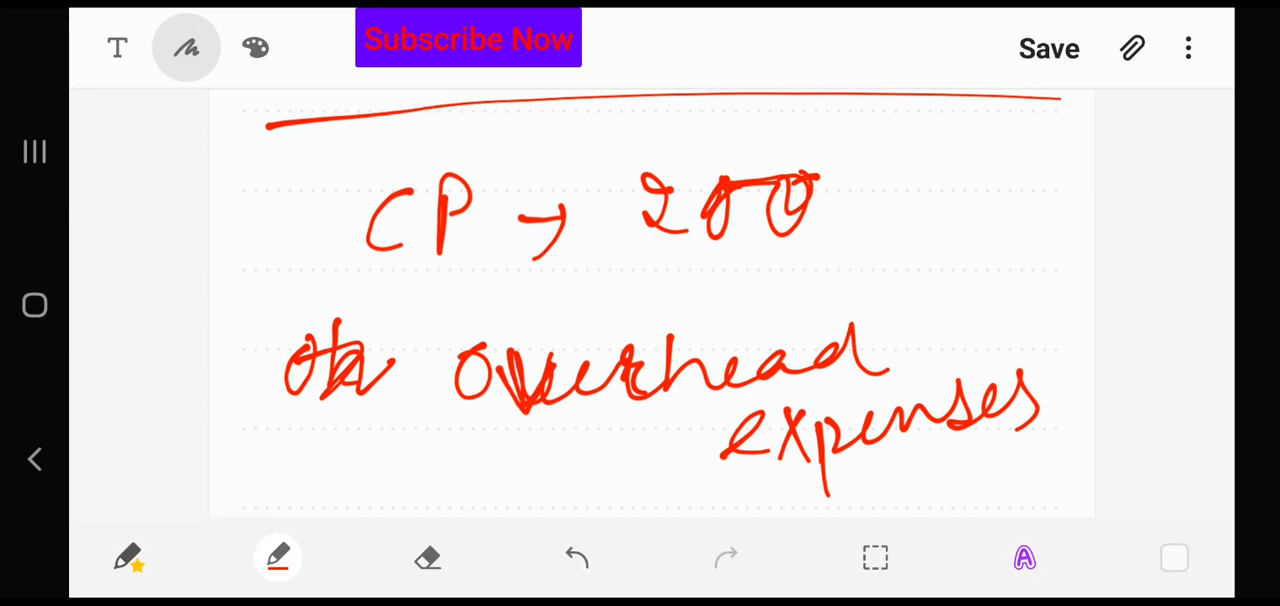 T
Subscribe Now
Save
CP → 200
overhead
expenses
A